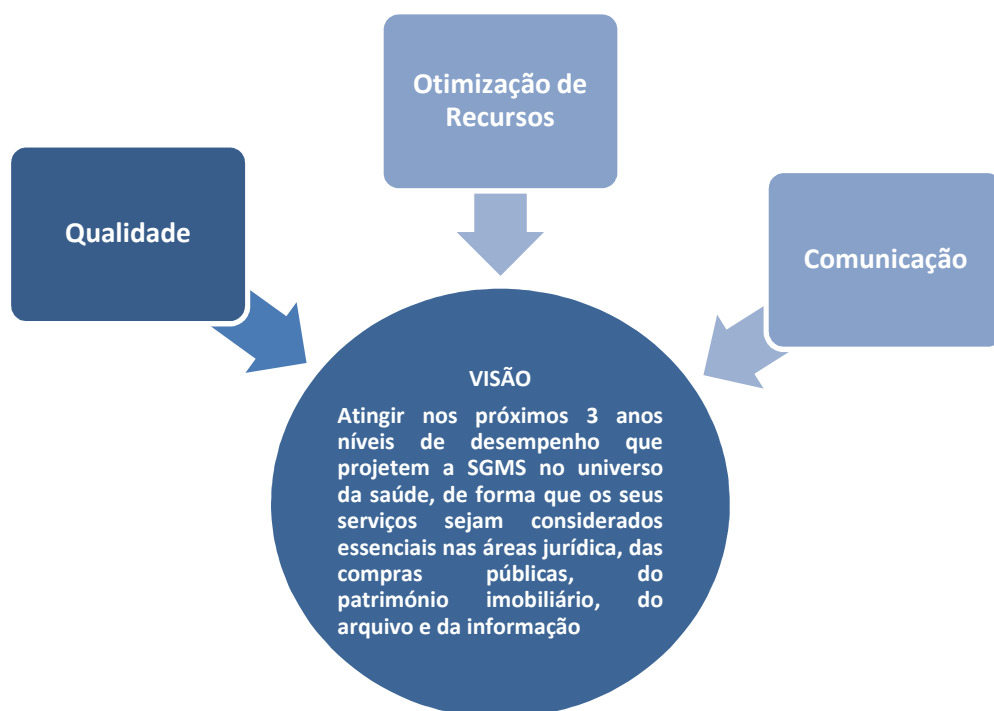 Otimização de
Recursos
Qualidade
Comunicação
VISÃO
Atingir nos próximos 3 anos
níveis de desempenho que
projetem a SGMS no universo
da saúde, de forma que os seus
serviços sejam considerados
essenciais nas áreas jurídica, das
compras públicas, do
património imobiliário, do
arquivo e da informação